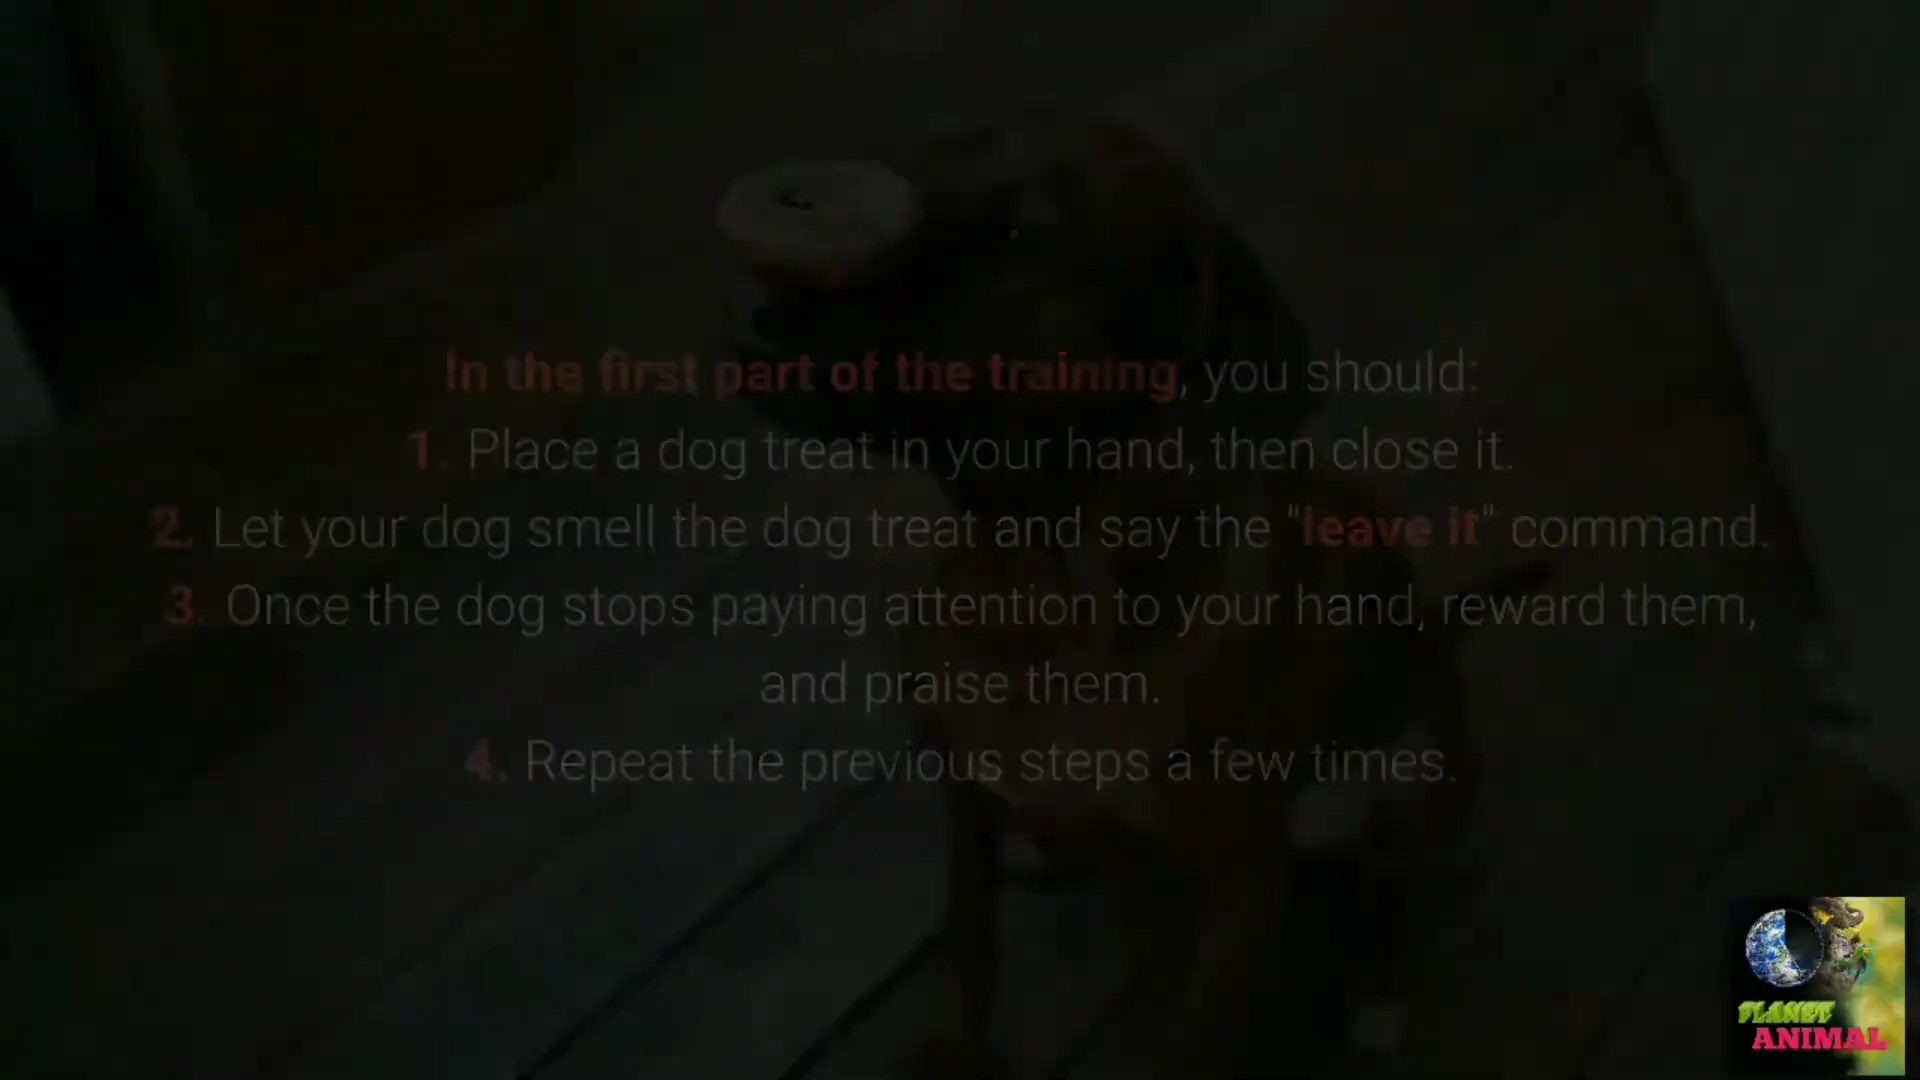 In the first part of the training, you should:
1. Place a dog treat in your hand, then close it.
2. Let your dog smell the dog treat and say the "leave it" command.
3. Once the dog stops paying attention to your hand, reward them,
and praise them.
4. Repeat the previous steps a few times.
PLANET
ANIMAL